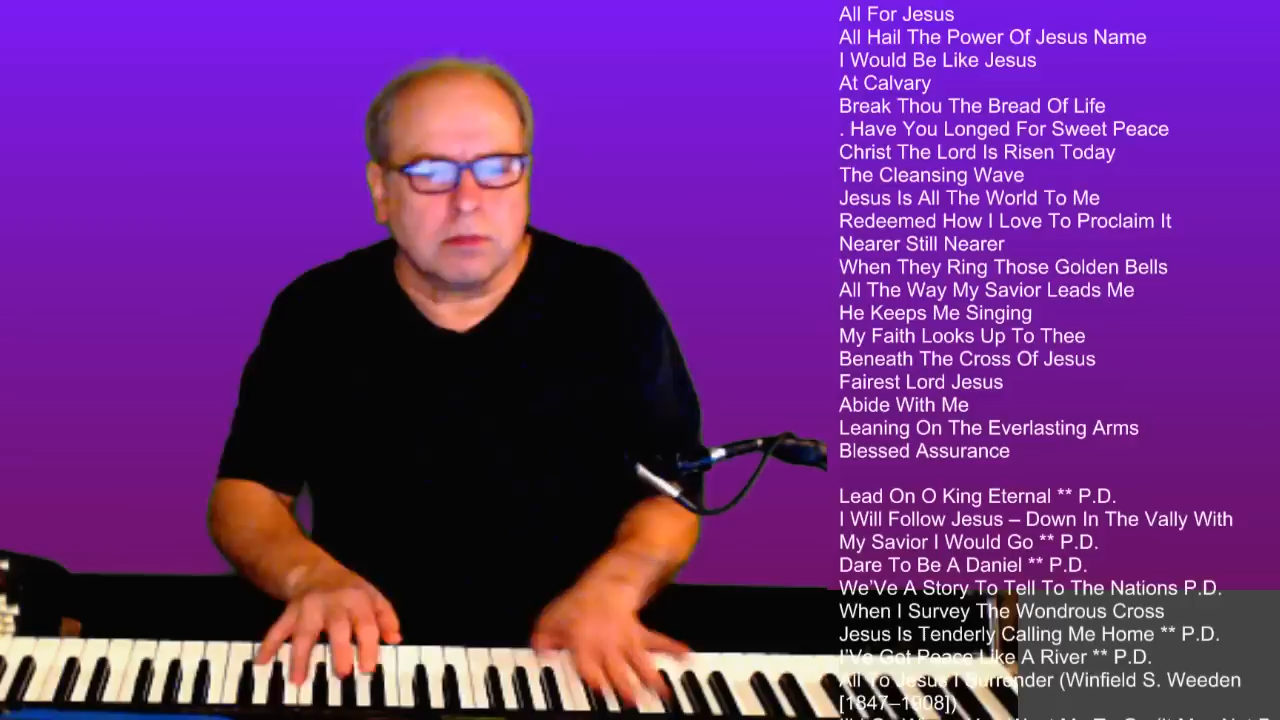 All For Jesus
All Hail The Power Of Jesus Name
I Would Be Like Jesus
At Calvary
Break Thou The Bread Of Life
. Have You Longed For Sweet Peace
Christ The Lord Is Risen Today
The Cleansing Wave
Jesus Is All The World To Me
Redeemed How I Love To Proclaim It
Nearer Still Nearer
When They Ring Those Golden Bells
All The Way My Savior Leads Me
He Keeps Me Singing
My Faith Looks Up To Thee
Beneath The Cross Of Jesus
Fairest Lord Jesus
Abide With Me
Leaning On The Everlasting Arms
Blessed Assurance
Lead On O King Eternal ** P.D.
I Will Follow Jesus – Down In The Vally With
My Savior I Would Go ** P.D.
Dare To Be A Daniel ** P.D.
We'Ve A Story To Tell To The Nations P.D.
When I Survey The Wondrous Cross
Jesus Is Tenderly Calling Me Home ** P.D.
I'Ve Got Peace Like A River ** P.D.
All To Jesus I Surrender (Winfield S. Weeden
[1847–1908])